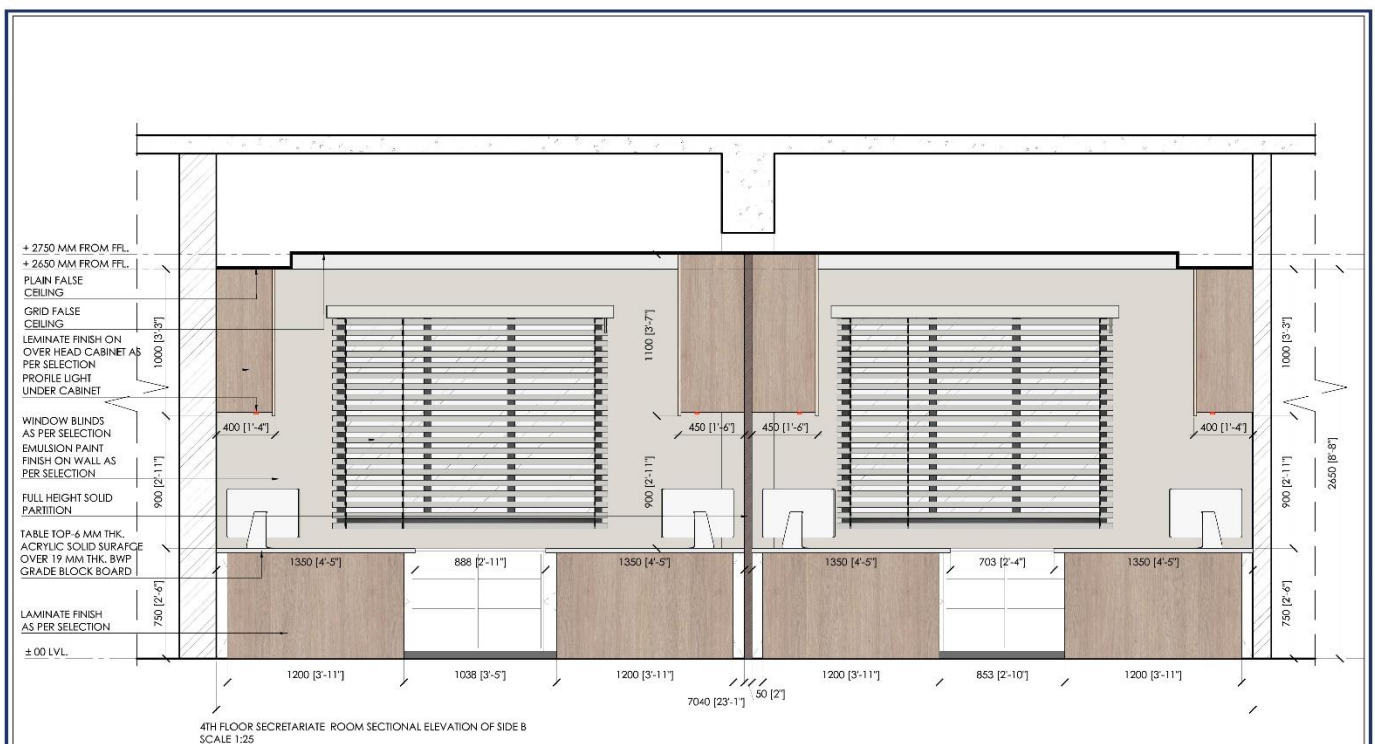 + 2750 MM FROM FFL.
+ 2650 MM FROM FFL.
PLAIN FALSE
CEILING
GRID FALSE
CEILING
LEMINATE FINISH ON
OVER HEAD CABINET AS
PER SELECTION
PROFILE LIGHT
UNDER CABINET
WINDOW BLINDS
AS PER SELECTION
EMULSION PAINT
FINISH ON WALL AS
PER SELECTION
FULL HEIGHT SOLID
PARTITION
TABLE TOP-6 MM THK.
ACRYLIC SOLID SURAFCE
OVER 19 MM THK. BWP
GRADE BLOCK BOARD
LAMINATE FINISH
AS PER SELECTION
±00 LVL.
1000 [3'-3"]
900 [2'-11"]
750 [2'-6"]
1100 [3'-7"]
900 [2'-11"]
1000 [3'-3"]
900 [2'-11"]
750 [2'-6"]
2650 [8'-8"]
400 [1'-4"]
450 [1'-6"]
450 [1'-6"]
400 [1'-4"]
1350 [4'-5"]
888 [2'-11"]
1350 [4'-5"]
1350 [4'-5"]
703 [2'-4"]
1350 [4'-5"]
1200 [3'-11"]
1038 [3'-5"]
1200 [3'-11"]
50 [2"]
1200 [3'-11"]
853 [2'-10"]
1200 [3'-11"]
7040 [23'-1"]
4TH FLOOR SECRETARIATE ROOM SECTIONAL ELEVATION OF SIDE B
SCALE 1:25